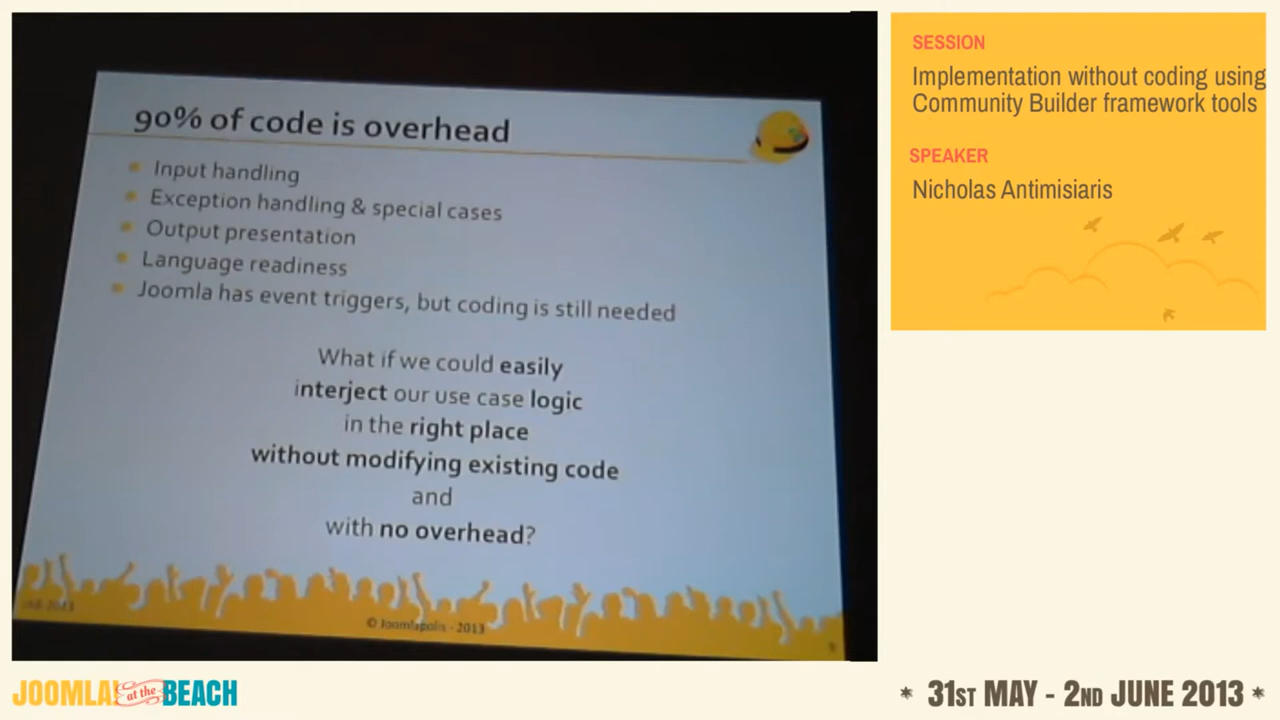 90% of code is overhead
Input handling
Exception handling & special cases
Output presentation
Language readiness
Joomla has event triggers, but coding is still needed
What if we could easily
interject our use case logic
in the right place
without modifying existing code
and
with no overhead?
© Joomlapolis - 2013
9
SESSION
Implementation without coding using
Community Builder framework tools
SPEAKER
Nicholas Antimisiaris
JOOMLA! at the BEACH
* 31ST MAY - 2ND JUNE 2013 *